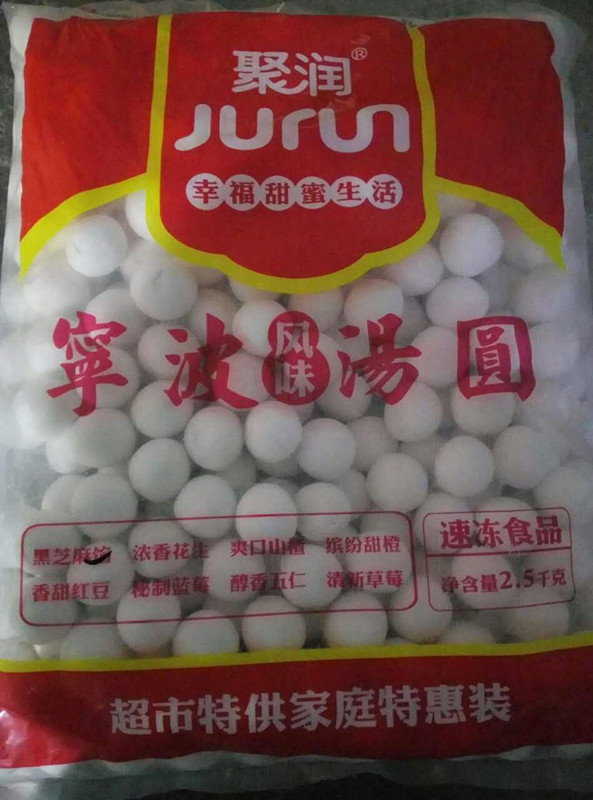 聚润®
Jurun
幸福甜蜜生活
寧波风味湯圓
黑芝麻馅 浓香花生 爽口山楂 缤纷甜橙
香甜红豆 秘制蓝莓 醇香五仁 清新草莓
速冻食品
净含量2.5千克
超市特供家庭特惠装